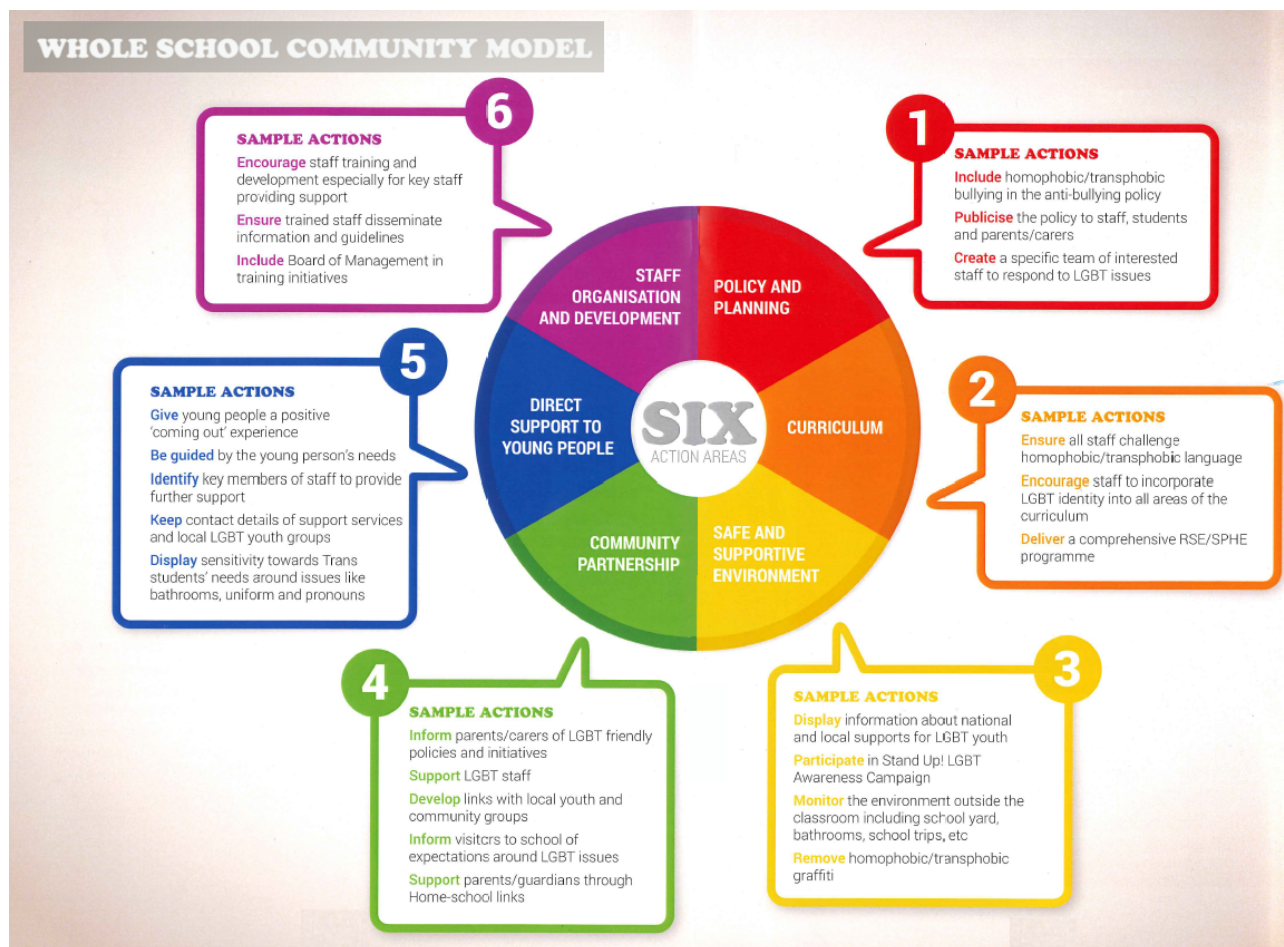 WHOLE SCHOOL COMMUNITY MODEL
1
SAMPLE ACTIONS
Include homophobic/transphobic
bullying in the anti-bullying policy
Publicise the policy to staff, students
and parents/carers
Create a specific team of interested
staff to respond to LGBT issues
2
SAMPLE ACTIONS
Ensure all staff challenge
homophobic/transphobic language
Encourage staff to incorporate
LGBT identity into all areas of the
curriculum
Deliver a comprehensive RSE/SPHE
programme
3
SAMPLE ACTIONS
Display information about national
and local supports for LGBT youth
Participate in Stand Up! LGBT
Awareness Campaign
Monitor the environment outside the
classroom including school yard,
bathrooms, school trips, etc
Remove homophobic/transphobic
graffiti
4
SAMPLE ACTIONS
Inform parents/carers of LGBT friendly
policies and initiatives
Support LGBT staff
Develop links with local youth and
community groups
Inform visitors to school of
expectations around LGBT issues
Support parents/guardians through
Home-school links
5
SAMPLE ACTIONS
Give young people a positive
'coming out' experience
Be guided by the young person's needs
Identify key members of staff to provide
further support
Keep contact details of support services
and local LGBT youth groups
Display sensitivity towards Trans
students' needs around issues like
bathrooms, uniform and pronouns
6
SAMPLE ACTIONS
Encourage staff training and
development especially for key staff
providing support
Ensure trained staff disseminate
information and guidelines
Include Board of Management in
training initiatives
SIX
ACTION AREAS
POLICY AND
PLANNING
CURRICULUM
SAFE AND
SUPPORTIVE
ENVIRONMENT
COMMUNITY
PARTNERSHIP
DIRECT
SUPPORT TO
YOUNG PEOPLE
STAFF
ORGANISATION
AND DEVELOPMENT